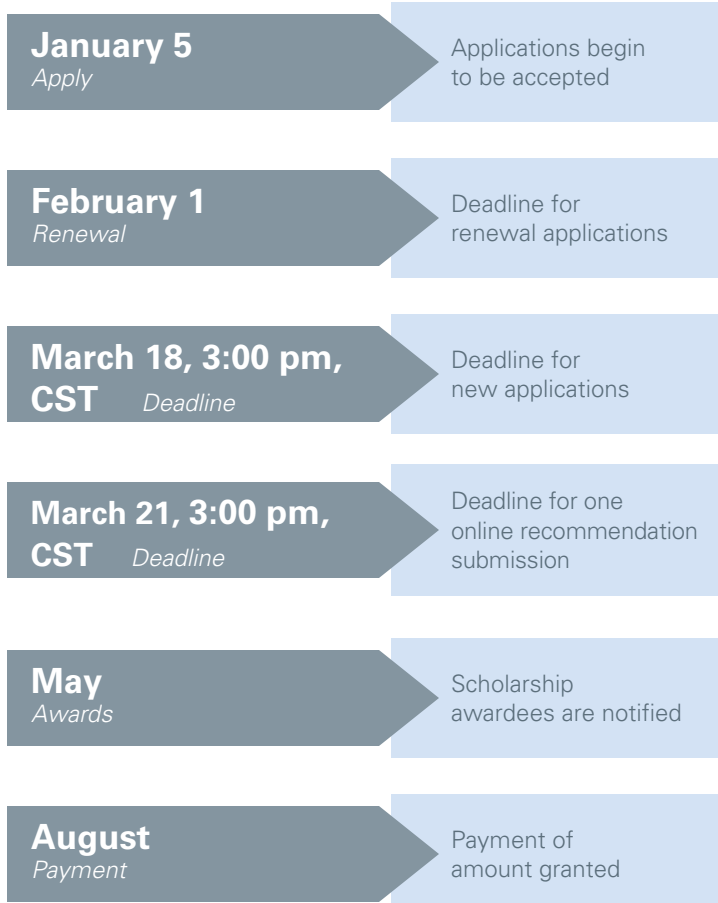 January 5
Apply
Applications begin
to be accepted
February 1
Renewal
Deadline for
renewal applications
March 18, 3:00 pm,
CST Deadline
Deadline for
new applications
March 21, 3:00 pm,
CST Deadline
Deadline for one
online recommendation
submission
May
Awards
Scholarship
awardees are notified
August
Payment
Payment of
amount granted